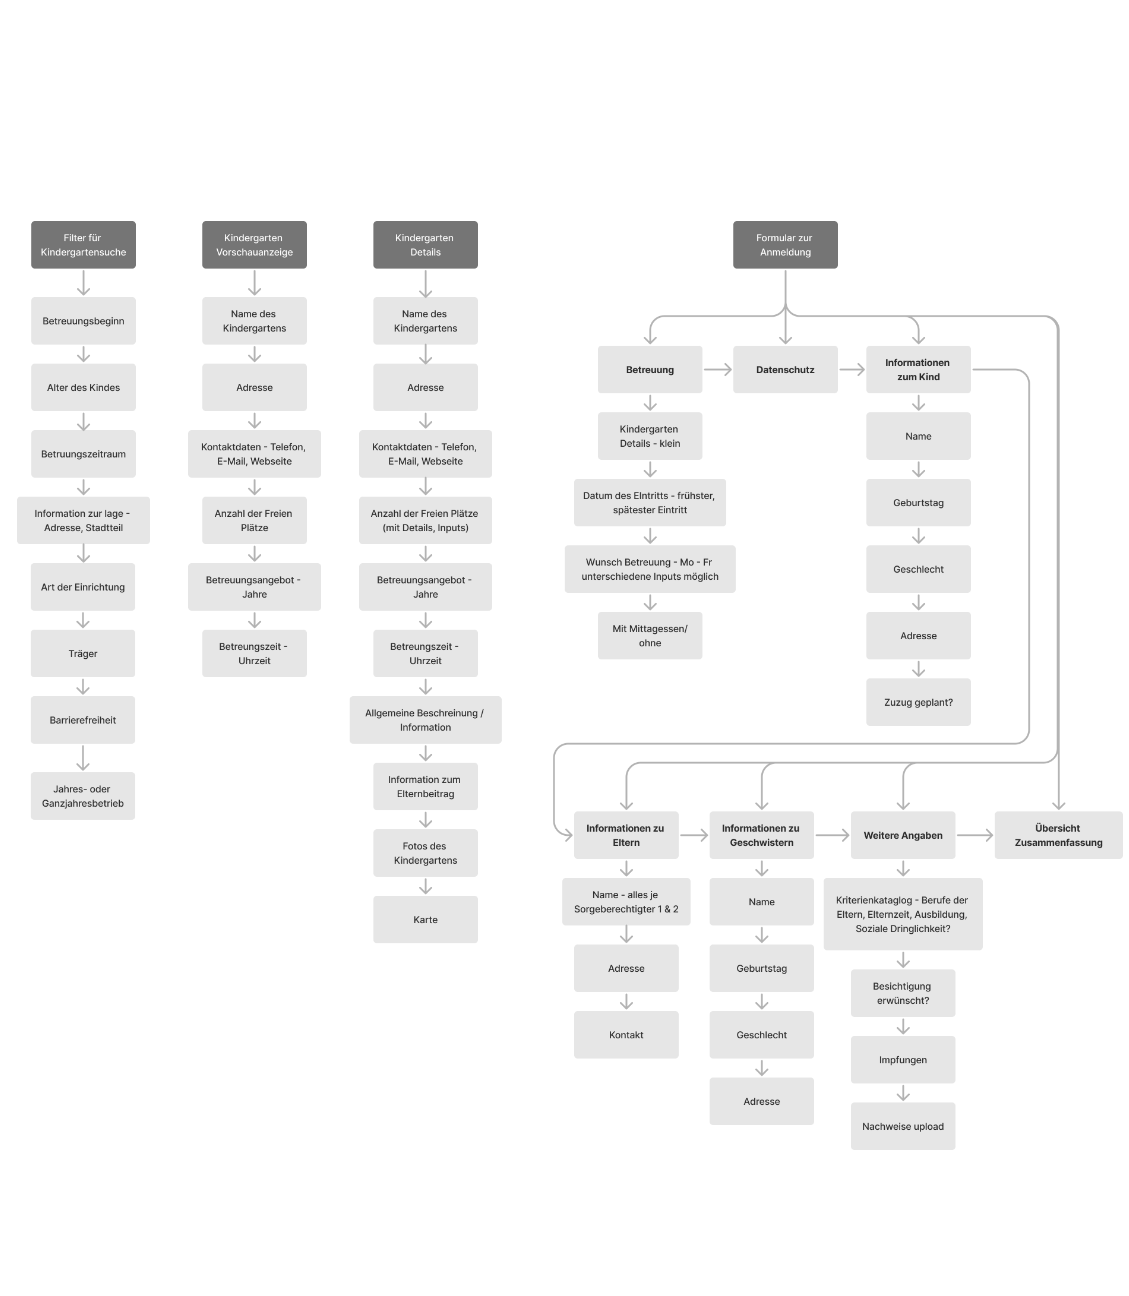 Filter für
Kindergartensuche
Betreuungsbeginn
Alter des Kindes
Betruungszeitraum
Information zur lage -
Adresse, Stadtteil
Art der Einrichtung
Träger
Barrierefreiheit
Jahres- oder
Ganzjahresbetrieb
Kindergarten
Vorschauanzeige
Name des
Kindergartens
Adresse
Kontaktdaten - Telefon,
E-Mail, Webseite
Anzahl der Freien
Plätze
Betreuungsangebot -
Jahre
Betreungszeit -
Uhrzeit
Kindergarten
Details
Name des
Kindergartens
Adresse
Kontaktdaten - Telefon,
E-Mail, Webseite
Anzahl der Freien Plätze
(mit Details, Inputs)
Betreuungsangebot -
Jahre
Betreungszeit -
Uhrzeit
Allgemeine Beschreinung /
Information
Information zum
Elternbeitrag
Fotos des
Kindergartens
Karte
Formular zur
Anmeldung
Betreuung
Kindergarten
Details - klein
Datum des EIntritts - frühster,
spätester Eintritt
Wunsch Betreuung - Mo - Fr
unterschiedene Inputs möglich
Mit Mittagessen/
ohne
Datenschutz
Informationen
zum Kind
Name
Geburtstag
Geschlecht
Adresse
Zuzug geplant?
Informationen zu
Eltern
Name - alles je
Sorgeberechtigter 1 & 2
Adresse
Kontakt
Informationen zu
Geschwistern
Name
Geburtstag
Geschlecht
Adresse
Weitere Angaben
Kriterienkataglog - Berufe der
Eltern, Elternzeit, Ausbildung,
Soziale Dringlichkeit?
Besichtigung
erwünscht?
Impfungen
Nachweise upload
Übersicht
Zusammenfassung